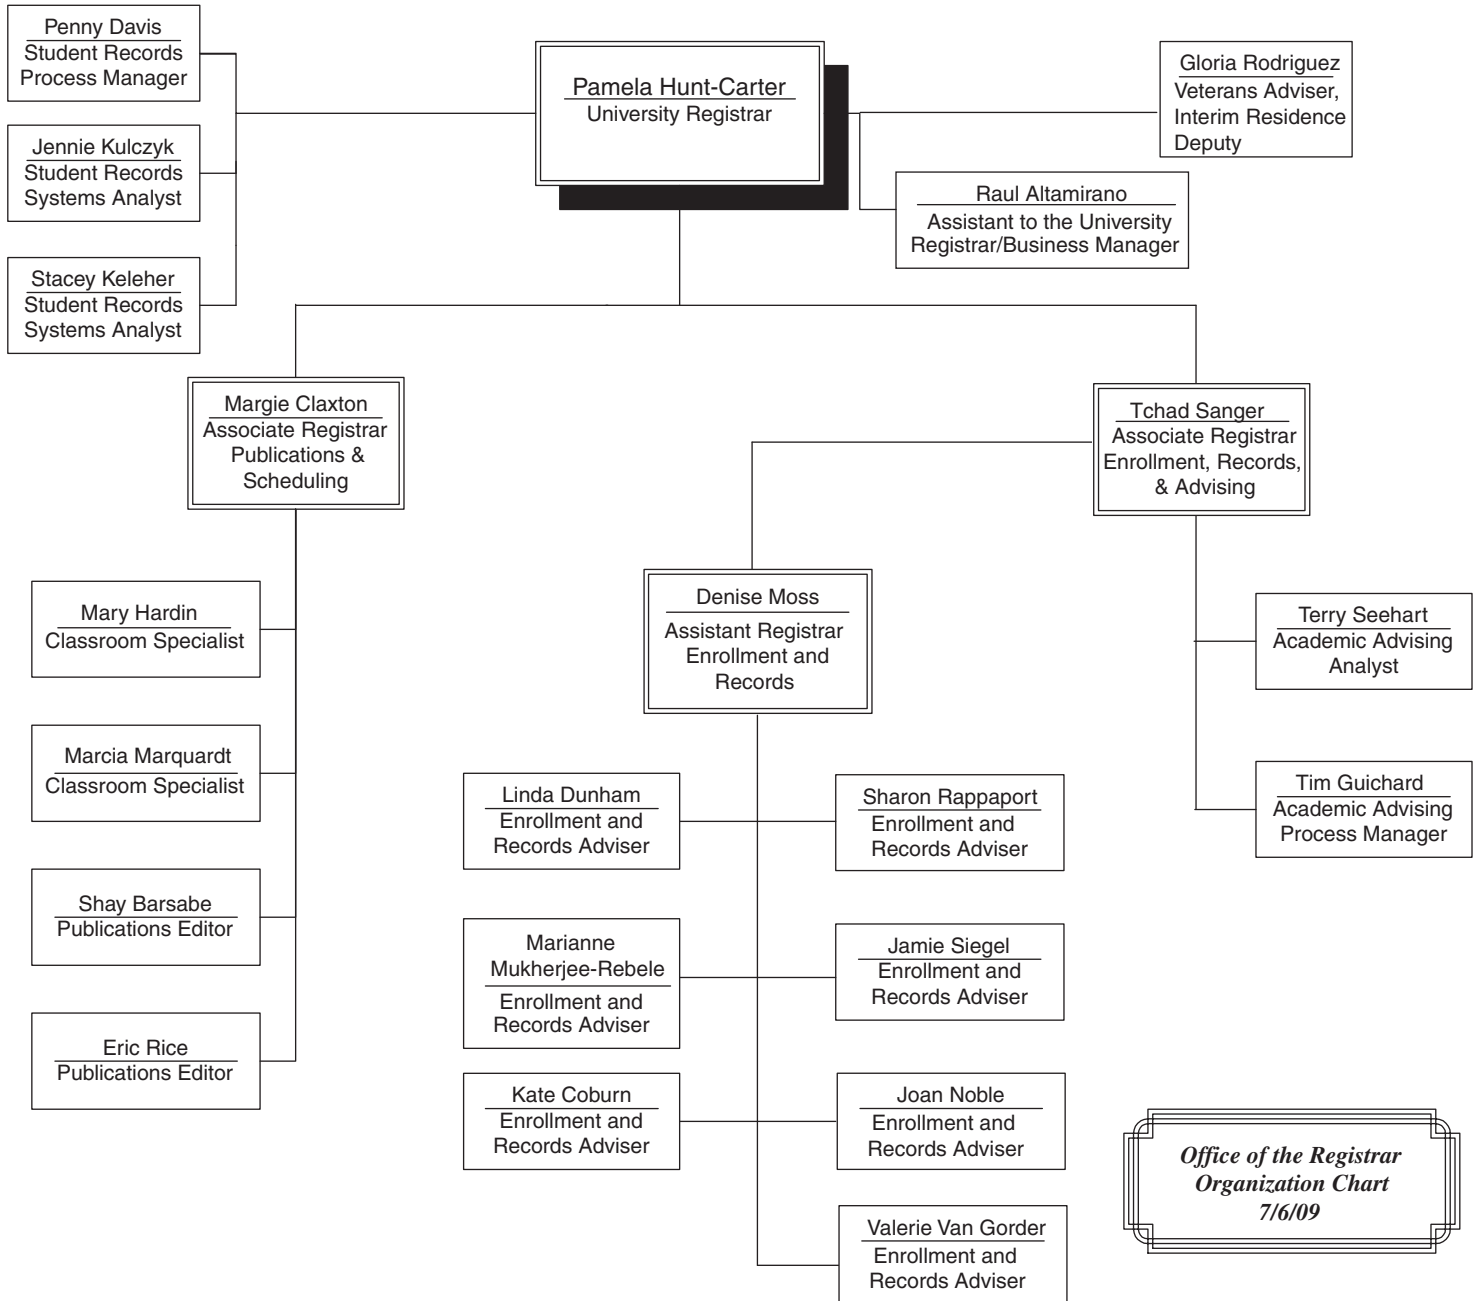 Penny Davis
Student Records
Process Manager
Jennie Kulczyk
Student Records
Systems Analyst
Stacey Keleher
Student Records
Systems Analyst
Pamela Hunt-Carter
University Registrar
Gloria Rodriguez
Veterans Adviser,
Interim Residence
Deputy
Raul Altamirano
Assistant to the University
Registrar/Business Manager
Margie Claxton
Associate Registrar
Publications &
Scheduling
Tchad Sanger
Associate Registrar
Enrollment, Records,
& Advising
Mary Hardin
Classroom Specialist
Marcia Marquardt
Classroom Specialist
Shay Barsabe
Publications Editor
Eric Rice
Publications Editor
Denise Moss
Assistant Registrar
Enrollment and
Records
Linda Dunham
Enrollment and
Records Adviser
Sharon Rappaport
Enrollment and
Records Adviser
Marianne
Mukherjee-Rebele
Enrollment and
Records Adviser
Jamie Siegel
Enrollment and
Records Adviser
Kate Coburn
Enrollment and
Records Adviser
Joan Noble
Enrollment and
Records Adviser
Valerie Van Gorder
Enrollment and
Records Adviser
Terry Seehart
Academic Advising
Analyst
Tim Guichard
Academic Advising
Process Manager
Office of the Registrar
Organization Chart
7/6/09